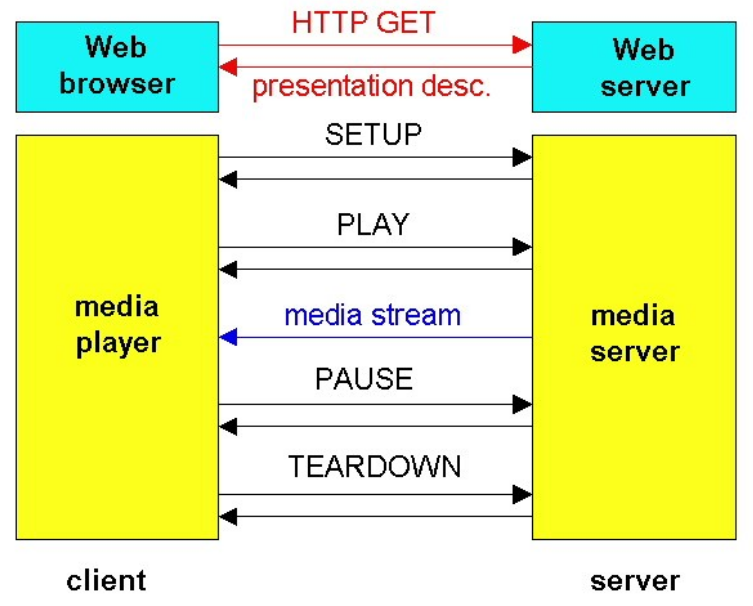 HTTP GET
Web
browser
Web
server
presentation desc.
SETUP
PLAY
media
player
media stream
media
server
PAUSE
TEARDOWN
client
server